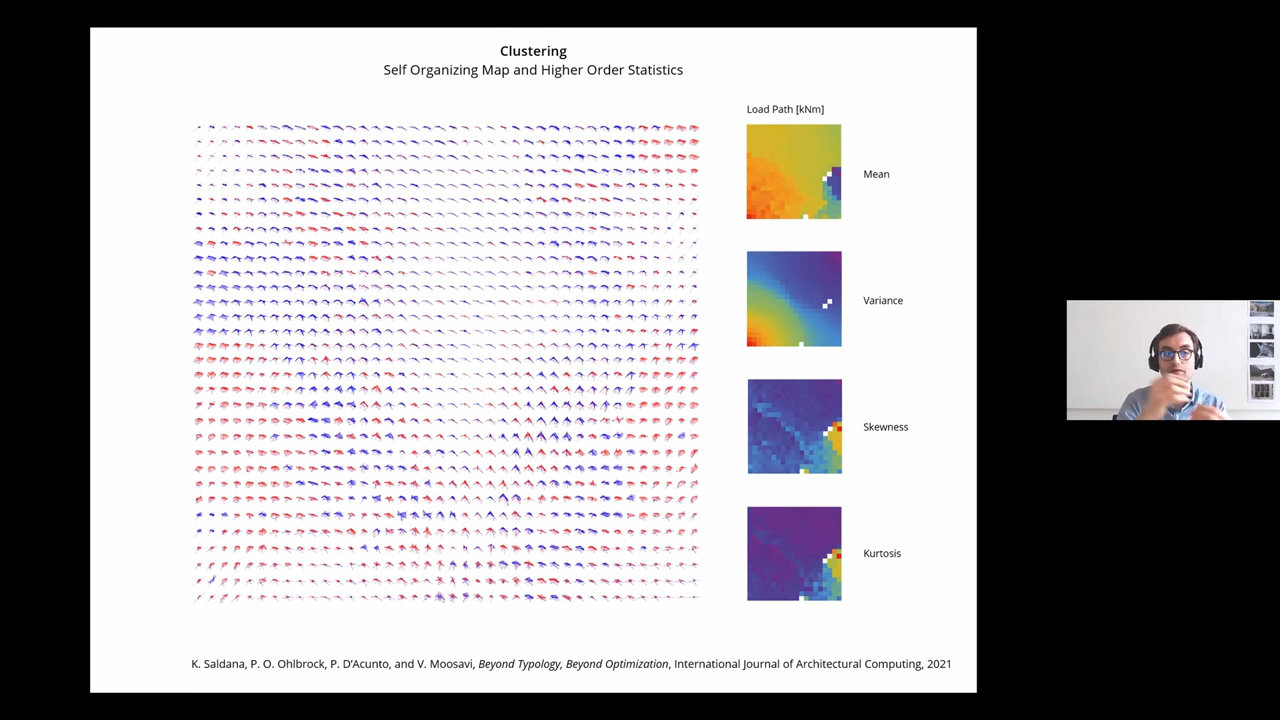 Clustering
Self Organizing Map and Higher Order Statistics
Load Path [kNm]
Mean
Variance
Skewness
Kurtosis
K. Saldana, P. O. Ohlbrock, P. D'Acunto, and V. Moosavi, Beyond Typology, Beyond Optimization, International Journal of Architectural Computing, 2021